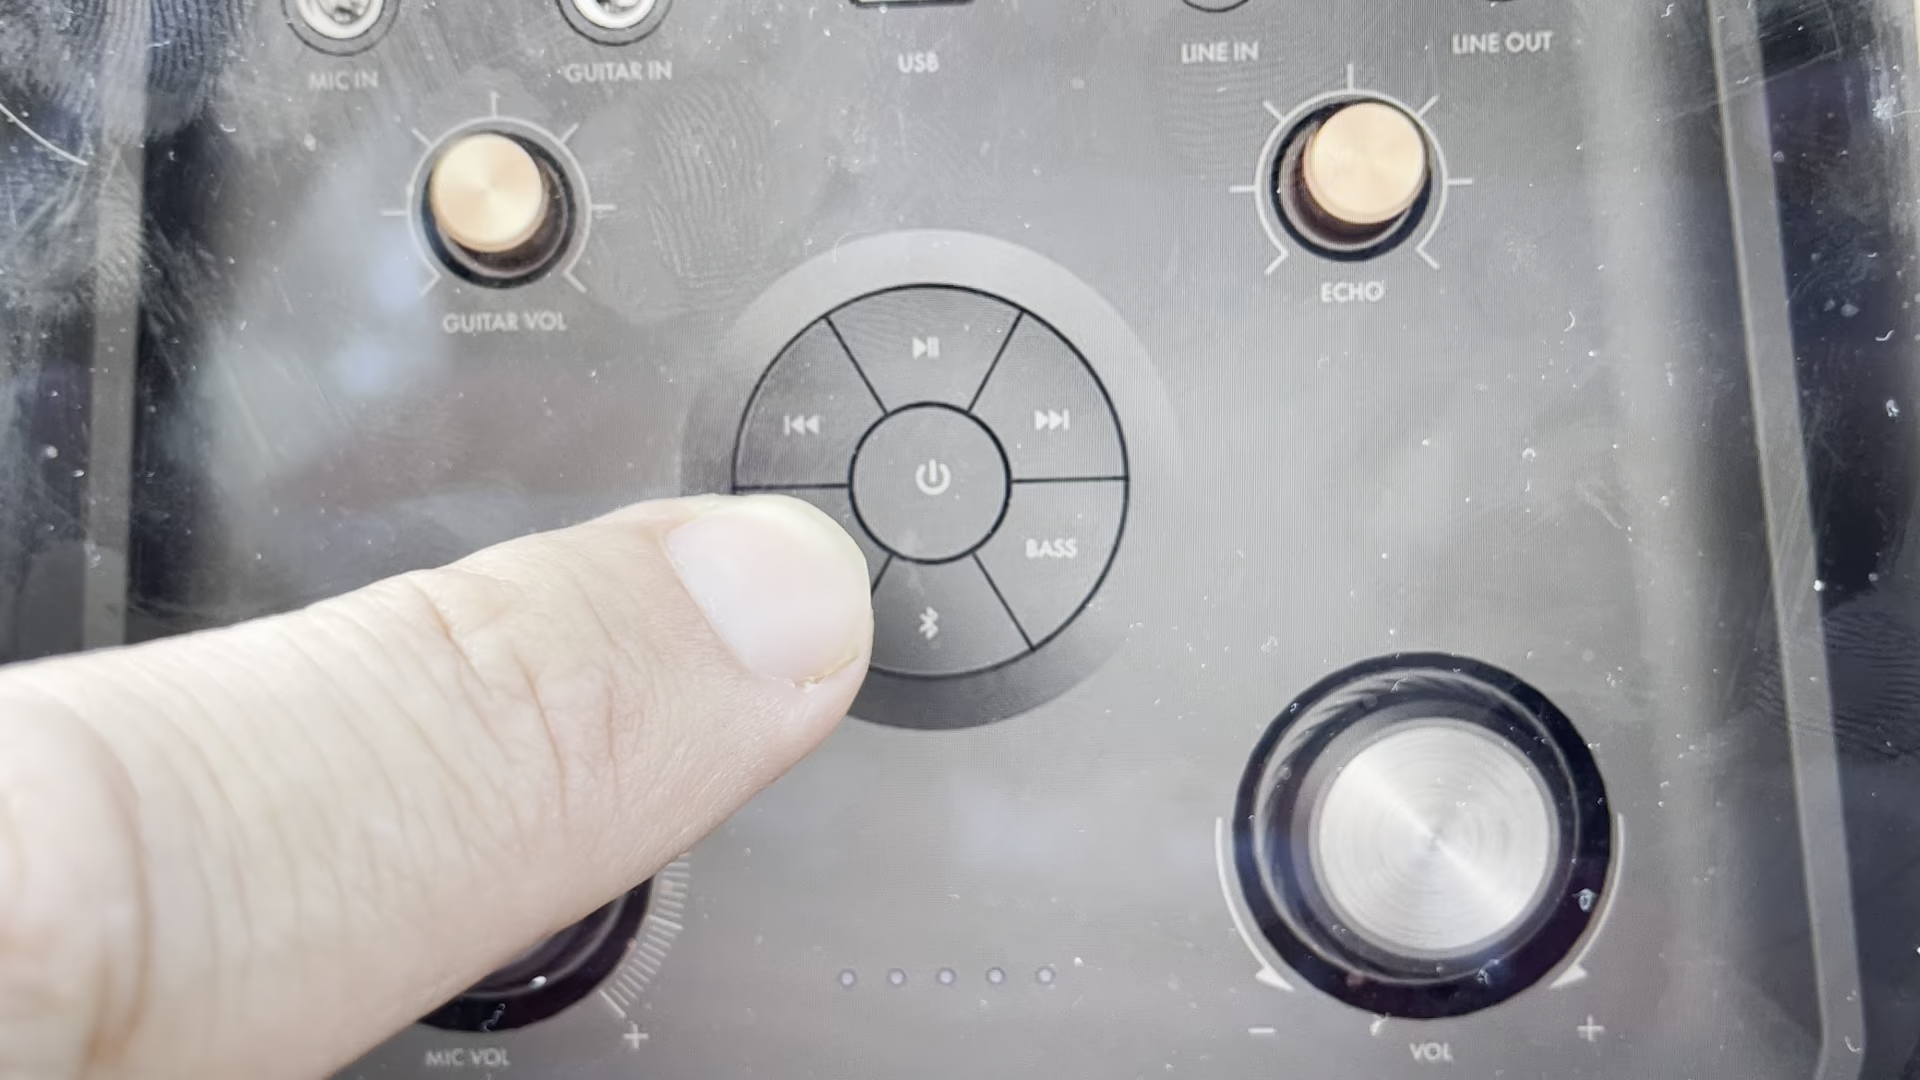 MIC IN
GUITAR IN
USB
LINE IN
LINE OUT
GUITAR VOL
ECHO
BASS
+
MIC VOL
- +
VOL